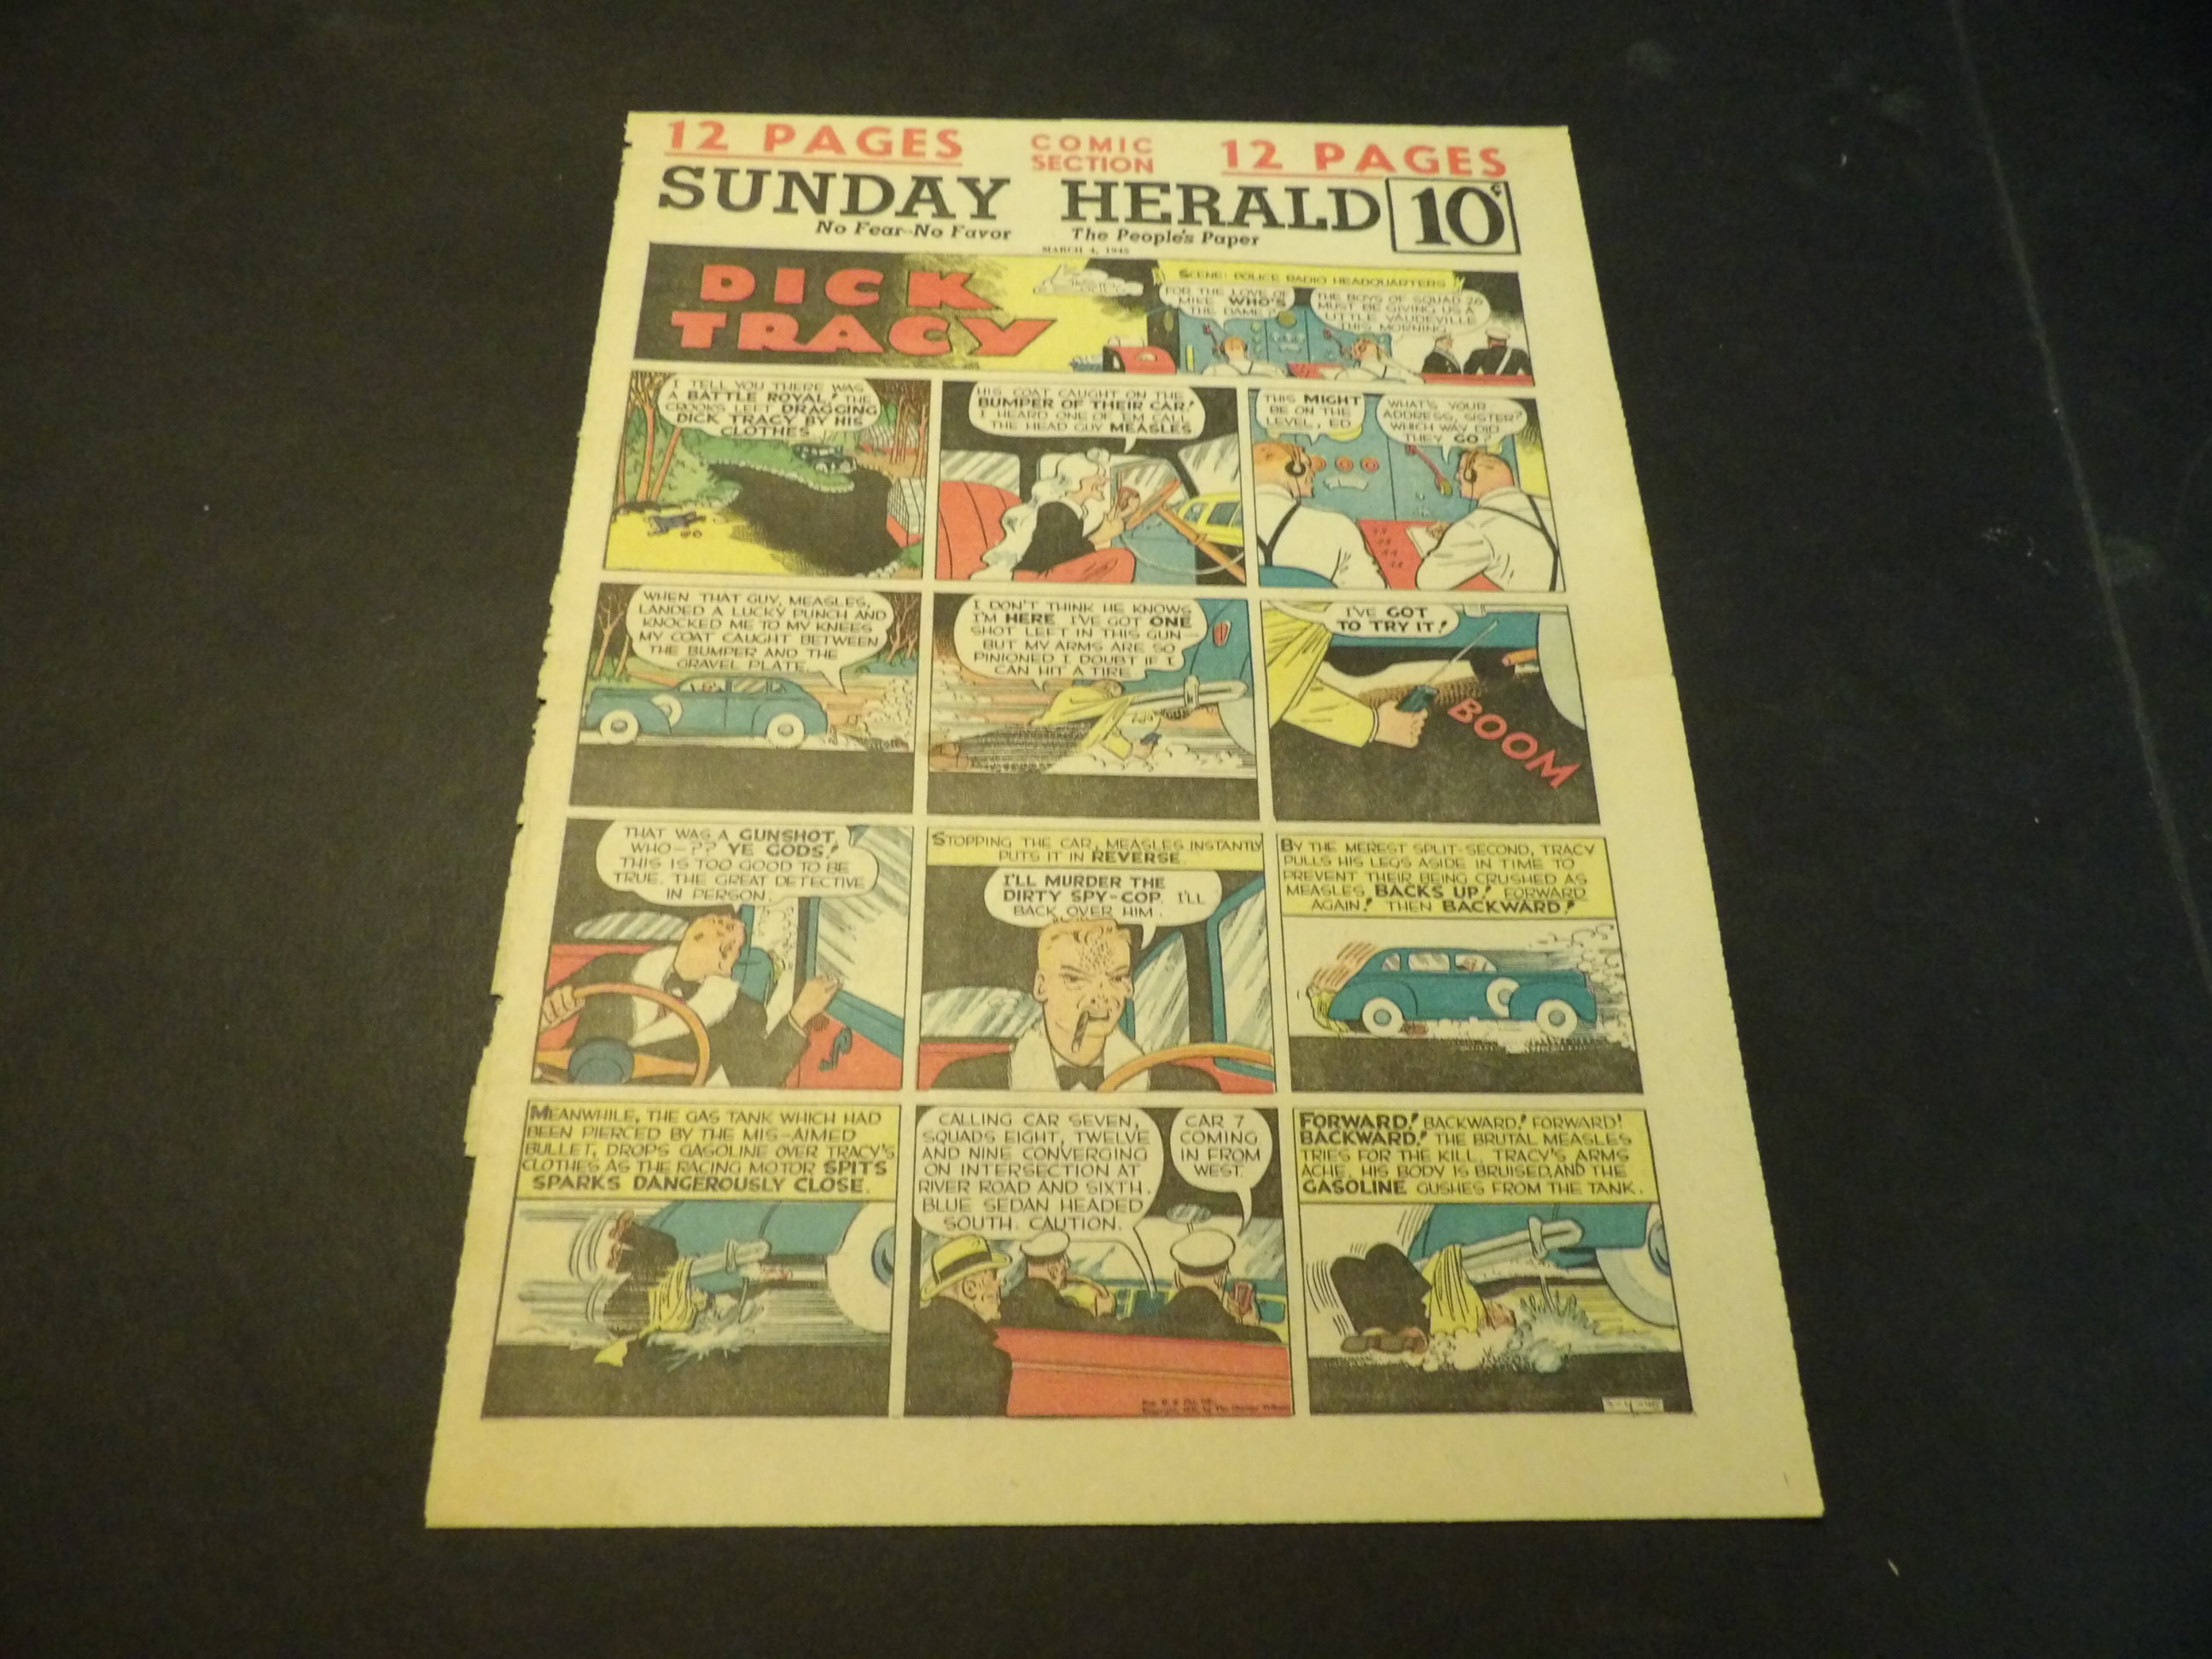 12 PAGES COMIC SECTION 12 PAGES
SUNDAY HERALD 10¢
No Fear-No Favor The People's Paper
MARCH 4, 1945
DICK
TRACY
SCENE: POLICE RADIO HEADQUARTERS
FOR THE LOVE OF
MIKE WHO'S
THE DAME?
THE BOYS OF SQUAD 26
MUST BE GIVING US A
LITTLE VAUDEVILLE
THIS MORNING
I TELL YOU THERE WAS
A BATTLE ROYAL! THE
CROOKS LEFT DRAGGING
DICK TRACY BY HIS
CLOTHES
HIS COAT CAUGHT ON THE
BUMPER OF THEIR CAR!
I HEARD ONE OF 'EM CALL
THE HEAD GUY MEASLES
THIS MIGHT
BE ON THE
LEVEL, ED
WHAT'S YOUR
ADDRESS, SISTER?
WHICH WAY DID
THEY GO?
WHEN THAT GUY, MEASLES,
LANDED A LUCKY PUNCH AND
KNOCKED ME TO MY KNEES
MY COAT CAUGHT BETWEEN
THE BUMPER AND THE
GRAVEL PLATE.
I DON'T THINK HE KNOWS
I'M HERE I'VE GOT ONE
SHOT LEFT IN THIS GUN—
BUT MY ARMS ARE SO
PINIONED I DOUBT IF I
CAN HIT A TIRE
I'VE GOT
TO TRY IT!
BOOM
THAT WAS A GUNSHOT.
WHO—?? YE GODS!
THIS IS TOO GOOD TO BE
TRUE. THE GREAT DETECTIVE
IN PERSON.
STOPPING THE CAR, MEASLES INSTANTLY
PUTS IT IN REVERSE.
I'LL MURDER THE
DIRTY SPY-COP. I'LL
BACK OVER HIM.
BY THE MEREST SPLIT-SECOND, TRACY
PULLS HIS LEGS ASIDE IN TIME TO
PREVENT THEIR BEING CRUSHED AS
MEASLES BACKS UP! FORWARD
AGAIN! THEN BACKWARD!
MEANWHILE, THE GAS TANK WHICH HAD
BEEN PIERCED BY THE MIS-AIMED
BULLET, DROPS GASOLINE OVER TRACY'S
CLOTHES AS THE RACING MOTOR SPITS
SPARKS DANGEROUSLY CLOSE.
CALLING CAR SEVEN,
SQUADS EIGHT, TWELVE
AND NINE CONVERGING
ON INTERSECTION AT
RIVER ROAD AND SIXTH.
BLUE SEDAN HEADED
SOUTH. CAUTION.
CAR 7
COMING
IN FROM
WEST.
FORWARD! BACKWARD! FORWARD!
BACKWARD! THE BRUTAL MEASLES
TRIES FOR THE KILL. TRACY'S ARMS
ACHE, HIS BODY IS BRUISED, AND THE
GASOLINE GUSHES FROM THE TANK.
3-4-45